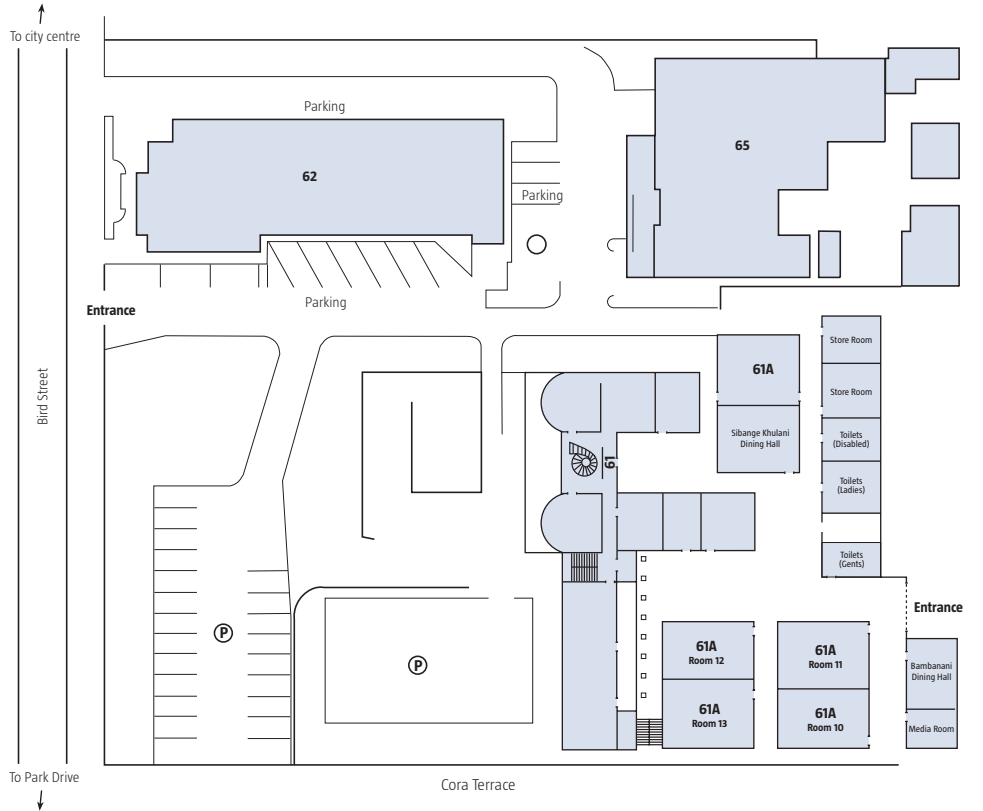 To city centre
Parking
62
65
Parking
Parking
Entrance
Bird Street
61A
Sibange Khulani
Dining Hall
Store Room
Store Room
Toilets
(Disabled)
Toilets
(Ladies)
Toilets
(Gents)
61
Entrance
P
P
61A
Room 12
61A
Room 11
61A
Room 13
61A
Room 10
Bambanani
Dining Hall
Media Room
To Park Drive
Cora Terrace